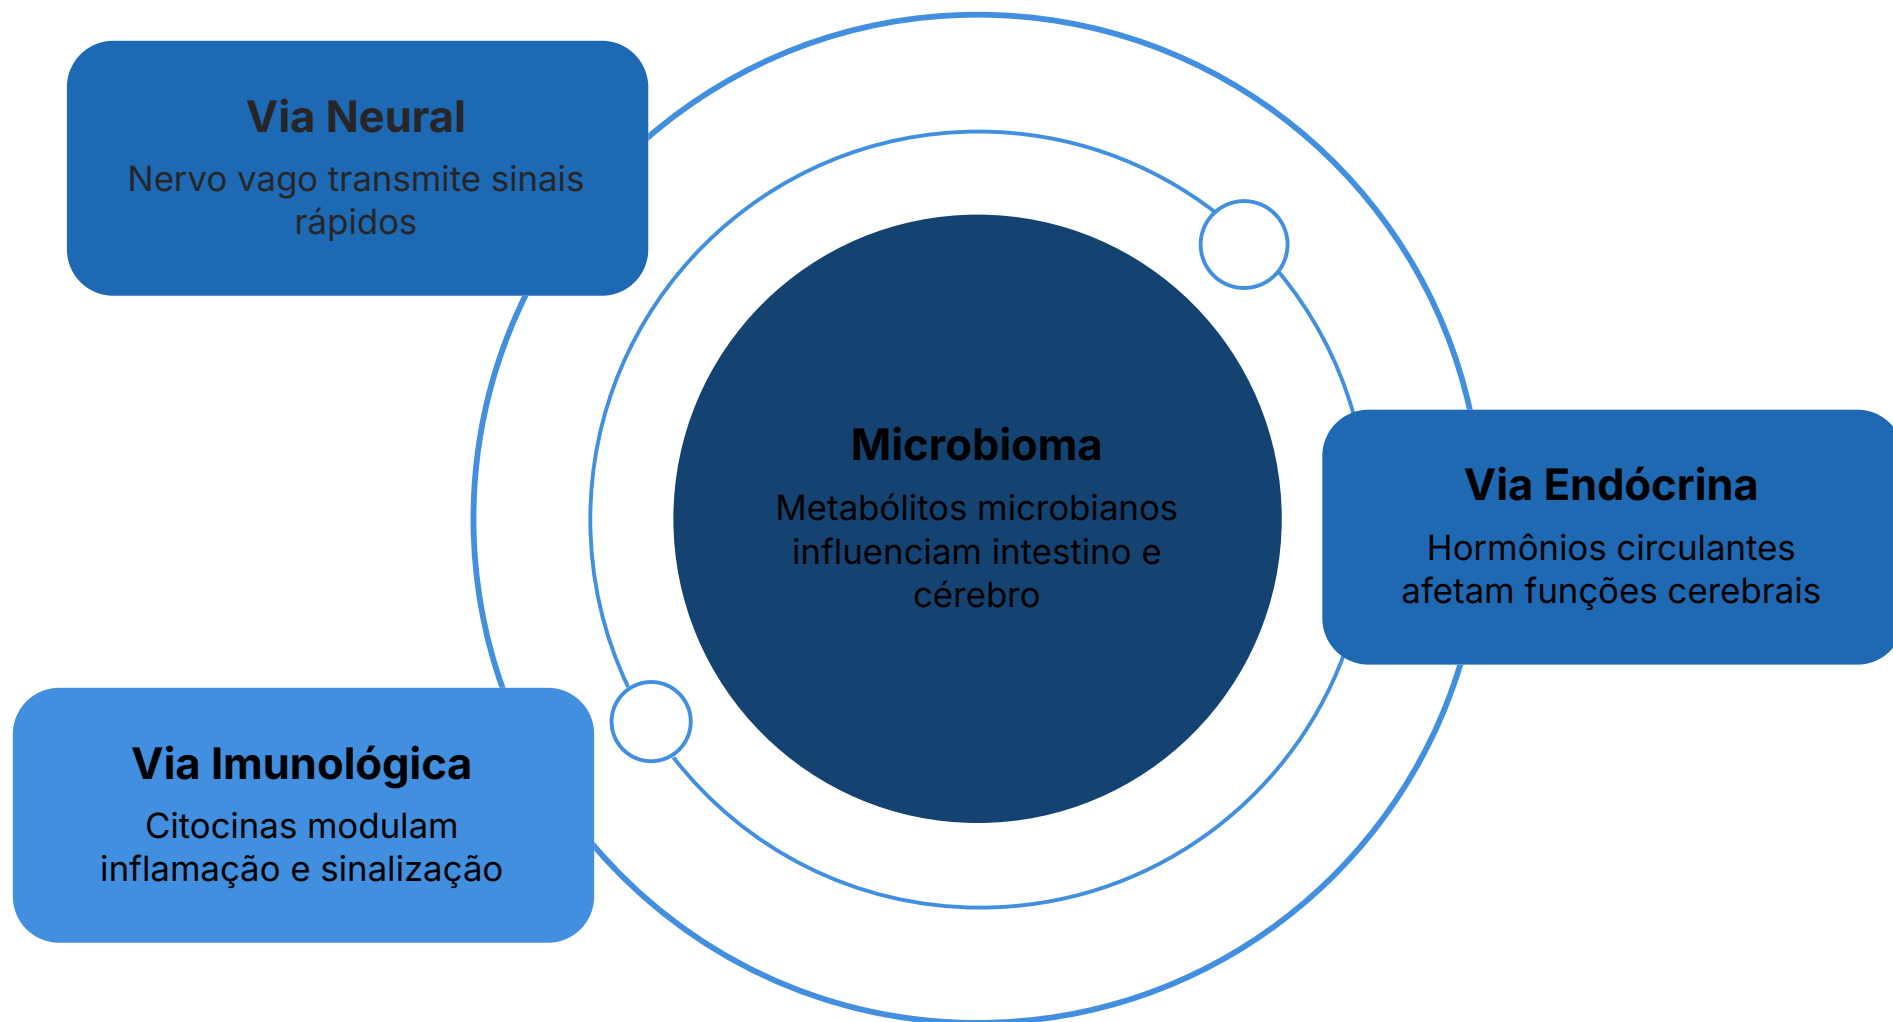 Via Neural
Nervo vago transmite sinais
rápidos
Microbioma
Metabólitos microbianos
influenciam intestino e
cérebro
Via Endócrina
Hormônios circulantes
afetam funções cerebrais
Via Imunológica
Citocinas modulam
inflamação e sinalização